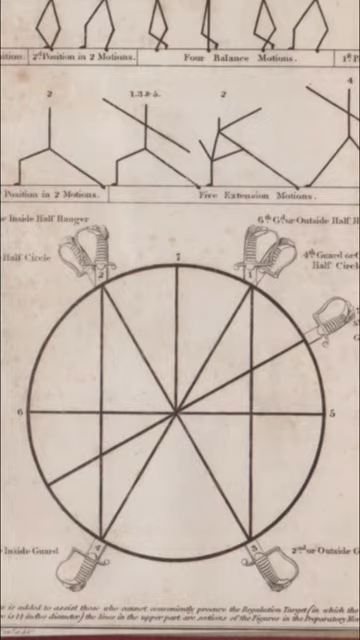 ition. 2.d Position in 2 Motions. Four Balance Motions. 1st P
2 1.3.&.5. 2 4
Position in 2 Motions. Five Extension Motions.
r Inside Half Hanger 6th Gd or Outside Half H
Half Circle 4th Guard or
Half Circl
2 7 1
6 5
4 3
Inside Guard 2nd or Outside G
e is added to assist those who cannot conveniently procure the Regulation Target (in which the
is 14 inches diameter) the lines in the upper part are sections of the Figures in the Preparatory